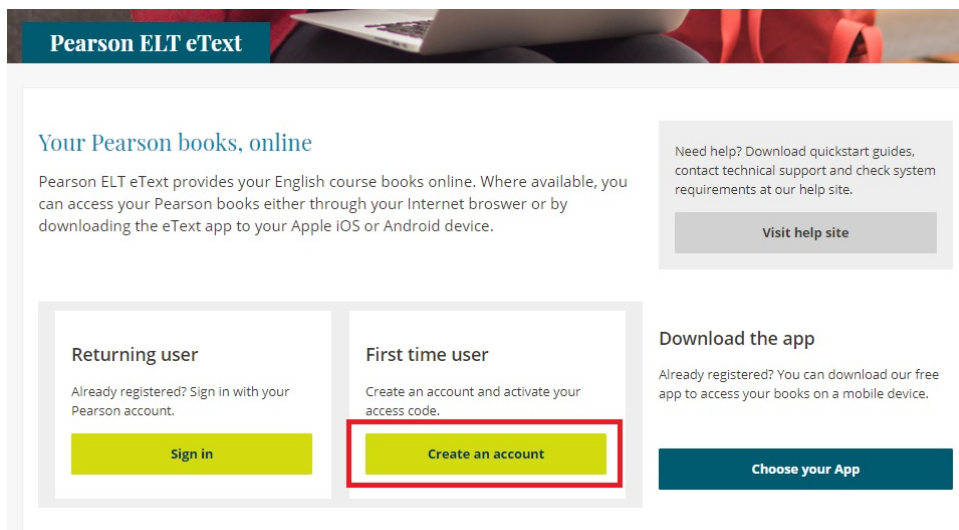 Pearson ELT eText
Your Pearson books, online
Pearson ELT eText provides your English course books online. Where available, you
can access your Pearson books either through your Internet broswer or by
downloading the eText app to your Apple iOS or Android device.
Need help? Download quickstart guides,
contact technical support and check system
requirements at our help site.
Visit help site
Returning user
Already registered? Sign in with your
Pearson account.
Sign in
First time user
Create an account and activate your
access code.
Create an account
Download the app
Already registered? You can download our free
app to access your books on a mobile device.
Choose your App